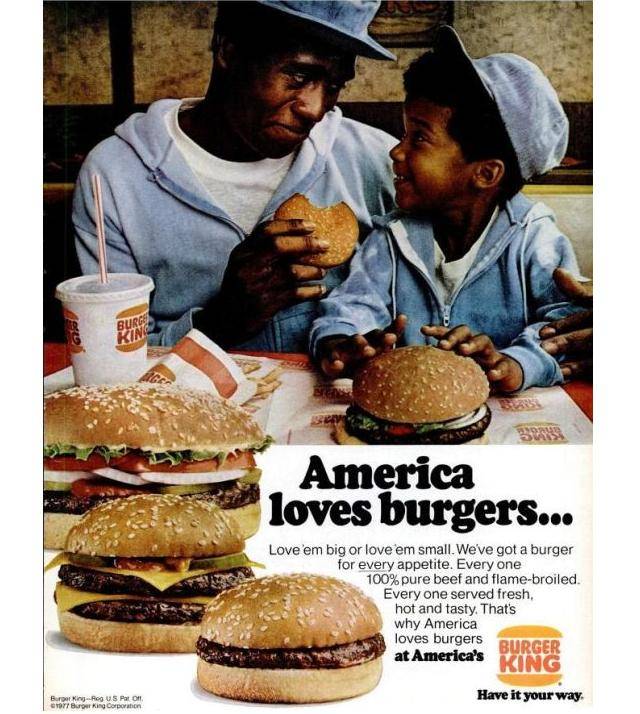 BURGER
KING
America
loves burgers...
Love 'em big or love 'em small. We've got a burger
for every appetite. Every one
100% pure beef and flame-broiled.
Every one served fresh,
hot and tasty. That's
why America
loves burgers
at America's
BURGER
KING
Have it your way.
Burger King—Reg. U.S. Pat. Off.
©1977 Burger King Corporation